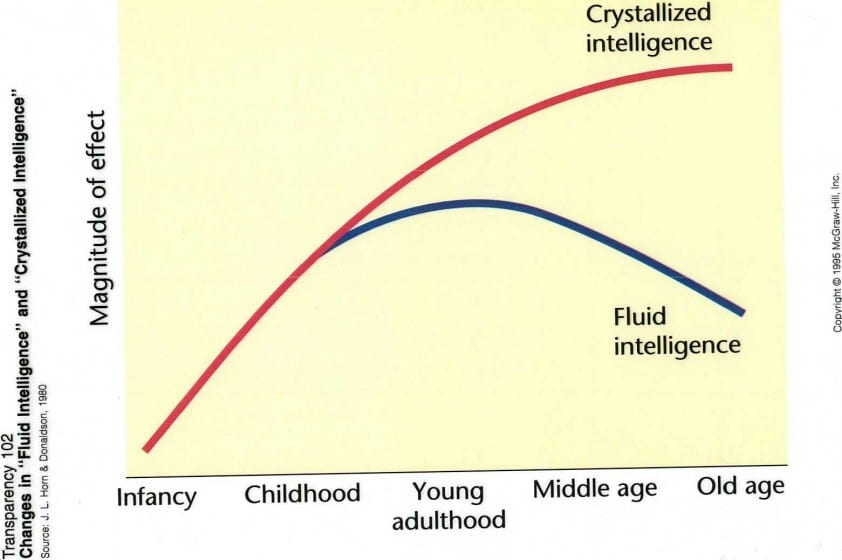 Transparency 102
Changes in "Fluid Intelligence" and "Crystallized Intelligence"
Source: J. L. Horn & Donaldson, 1980
Magnitude of effect
Crystallized
intelligence
Fluid
intelligence
Infancy
Childhood
Young
adulthood
Middle age
Old age
Copyright © 1995 McGraw-Hill, Inc.